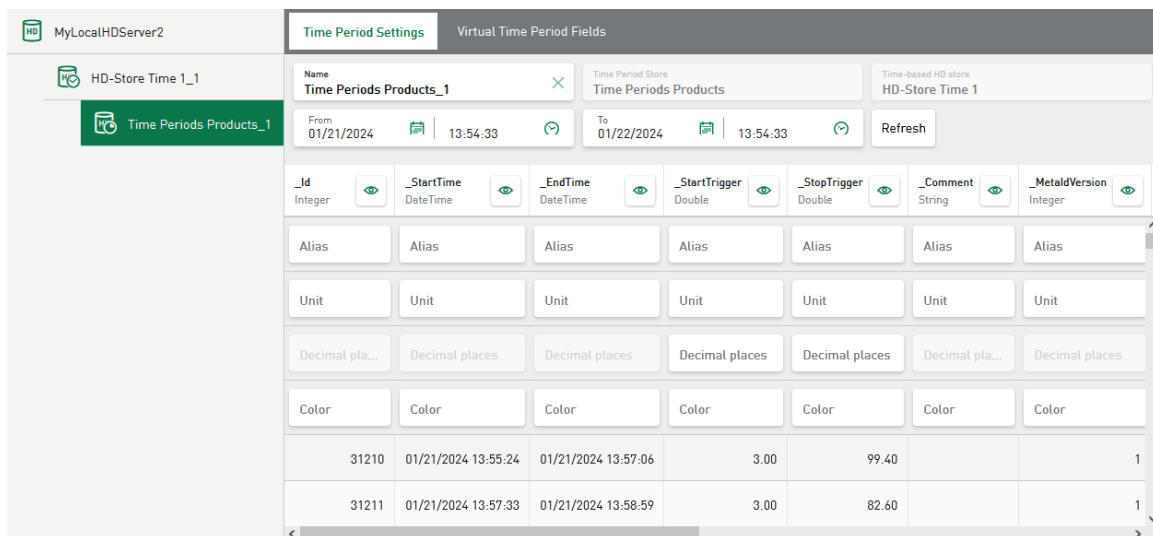 HD MyLocalHDServer2
Time Period Settings Virtual Time Period Fields
HD-Store Time 1_1
Time Periods Products_1
Name
Time Periods Products_1
Time Period Store
Time Periods Products
Time-based HD store
HD-Store Time 1
From
01/21/2024 13:54:33
To
01/22/2024 13:54:33
Refresh
_Id _StartTime _EndTime _StartTrigger _StopTrigger _Comment _MetaIdVersion
Integer DateTime DateTime Double Double String Integer
Alias Alias Alias Alias Alias Alias Alias
Unit Unit Unit Unit Unit Unit Unit
Decimal pla... Decimal places Decimal places Decimal places Decimal places Decimal pla... Decimal places
Color Color Color Color Color Color Color
31210 01/21/2024 13:55:24 01/21/2024 13:57:06 3.00 99.40 1
31211 01/21/2024 13:57:33 01/21/2024 13:58:59 3.00 82.60 1